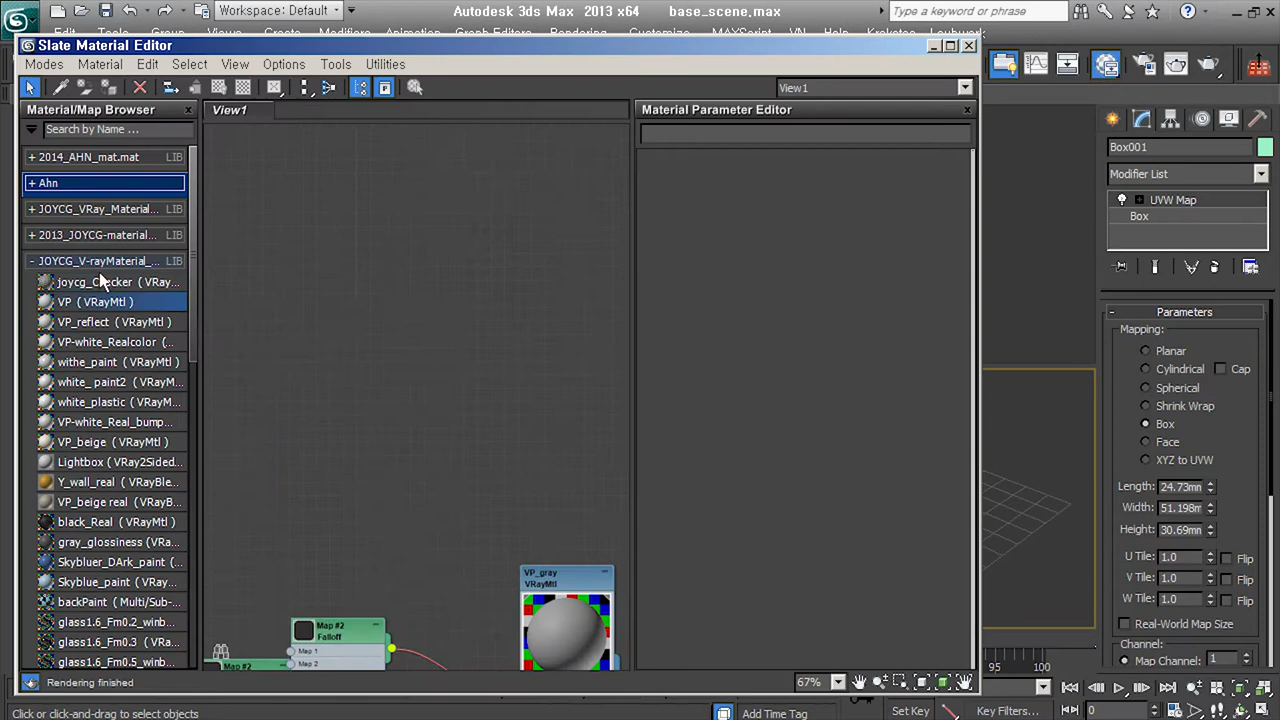 Workspace: Default
Autodesk 3ds Max 2013 x64 base_scene.max
Type a keyword or phrase
Slate Material Editor
Modes Material Edit Select View Options Tools Utilities
View1
Material/Map Browser
View1
Material Parameter Editor
Search by Name ...
+ 2014_AHN_mat.mat LIB
+ Ahn
+ JOYCG_VRay_Material... LIB
+ 2013_JOYCG-material... LIB
- JOYCG_V-rayMaterial_... LIB
joycg_Checker ( VRay...
VP ( VRayMtl )
VP_reflect ( VRayMtl )
VP-white_Realcolor (...
withe_paint ( VRayMtl )
white_ paint2 ( VRayM...
white_plastic ( VRayM...
VP-white_Real_bump...
VP_beige ( VRayMtl )
Lightbox ( VRay2Sided...
Y_wall_real ( VRayBle...
VP_beige real ( VRayB...
black_Real ( VRayMtl )
gray_glossiness ( VRa...
Skybluer_DArk_paint (...
Skyblue_paint ( VRay...
backPaint ( Multi/Sub-...
glass1.6_Fm0.2_winb...
glass1.6_Fm0.3 ( VRa...
glass1.6_Fm0.5_winb...
VP_gray
VRayMtl
Map #2
Falloff
Map 1
Map 2
Map #2
Rendering finished
67%
Box001
Modifier List
UVW Map
Box
- Parameters
Mapping:
Planar
Cylindrical Cap
Spherical
Shrink Wrap
Box
Face
XYZ to UVW
Length: 24.73mm
Width: 51.198m
Height: 30.69mm
U Tile: 1.0 Flip
V Tile: 1.0 Flip
W Tile: 1.0 Flip
Real-World Map Size
Channel:
Map Channel: 1
95 100
Click or click-and-drag to select objects
Add Time Tag
Set Key
Key Filters...
0